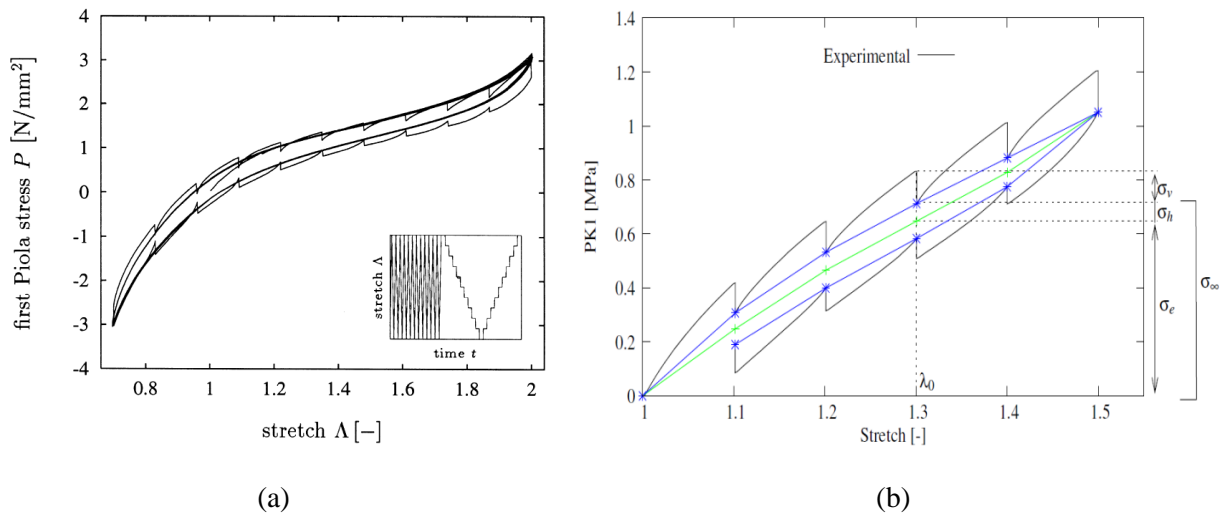 first Piola stress P [N/mm²]
4
3
2
1
0
-1
-2
-3
-4
0.8
1
1.2
1.4
1.6
1.8
2
stretch Λ [–]
stretch Λ
time t
(a)
PK1 [MPa]
1.4
1.2
1
0.8
0.6
0.4
0.2
0
1
1.1
1.2
1.3
1.4
1.5
Stretch [-]
Experimental
λ0
σv
σh
σe
σ∞
(b)